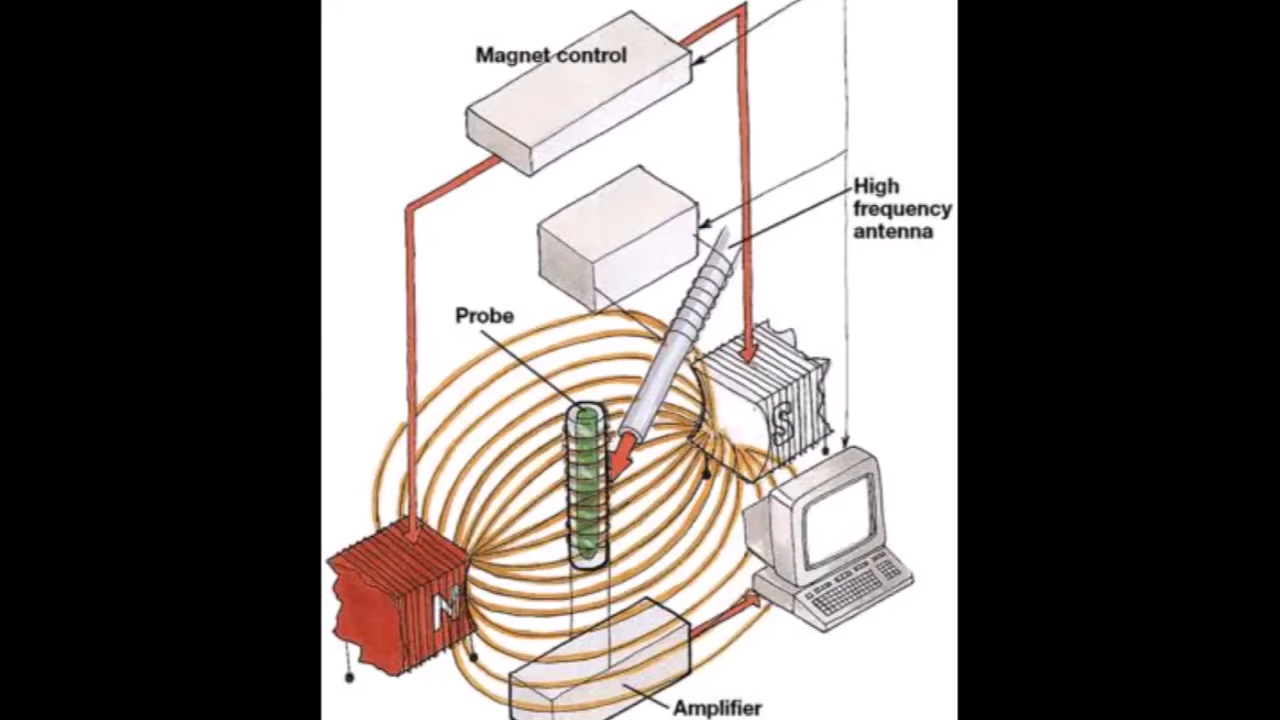 Magnet control
High
frequency
antenna
Probe
S
N
Amplifier